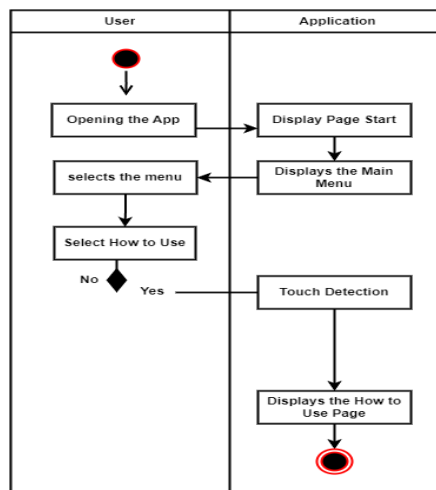 User
Application
Opening the App
Display Page Start
selects the menu
Displays the Main
Menu
Select How to Use
No
Yes
Touch Detection
Displays the How to
Use Page